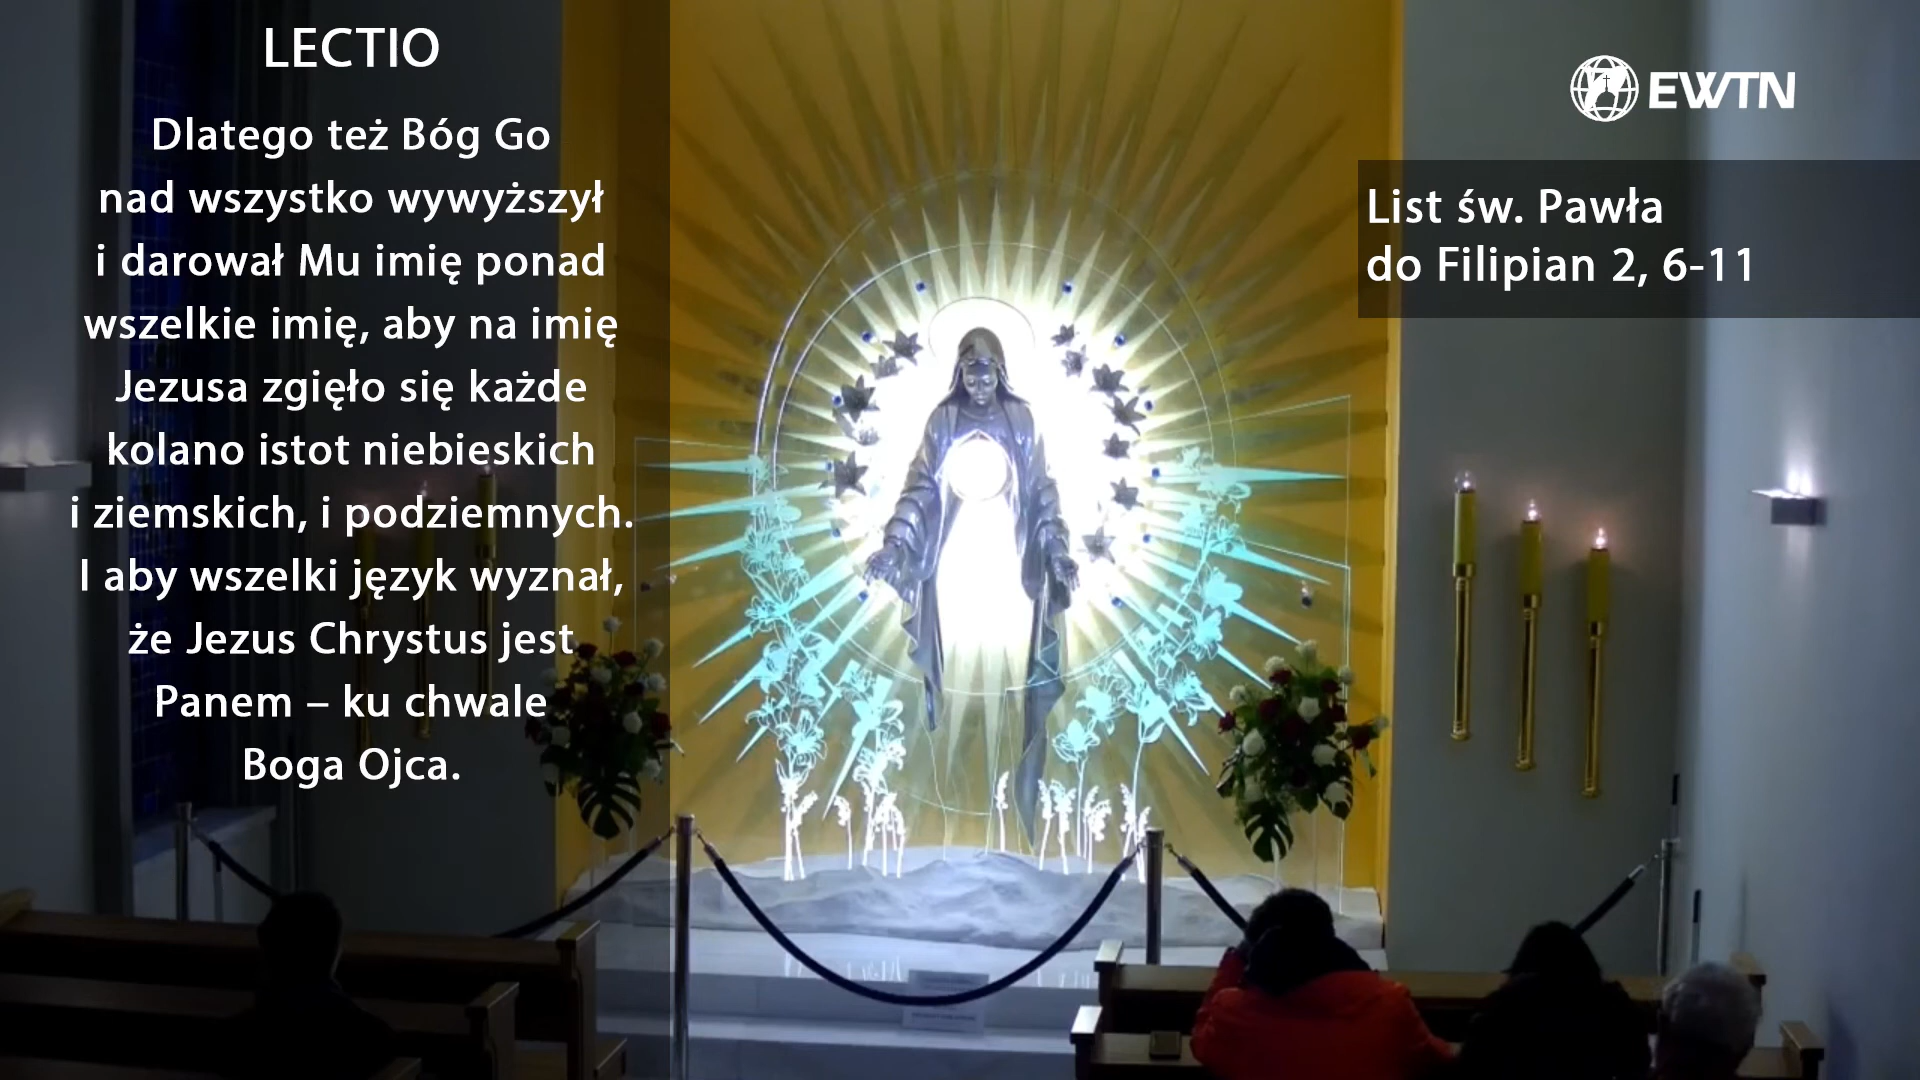 LECTIO
Dlatego też Bóg Go
nad wszystko wywyższył
i darował Mu imię ponad
wszelkie imię, aby na imię
Jezusa zgięło się każde
kolano istot niebieskich
i ziemskich, i podziemnych.
I aby wszelki język wyznał,
że Jezus Chrystus jest
Panem – ku chwale
Boga Ojca.
EWTN
List św. Pawła
do Filipian 2, 6-11